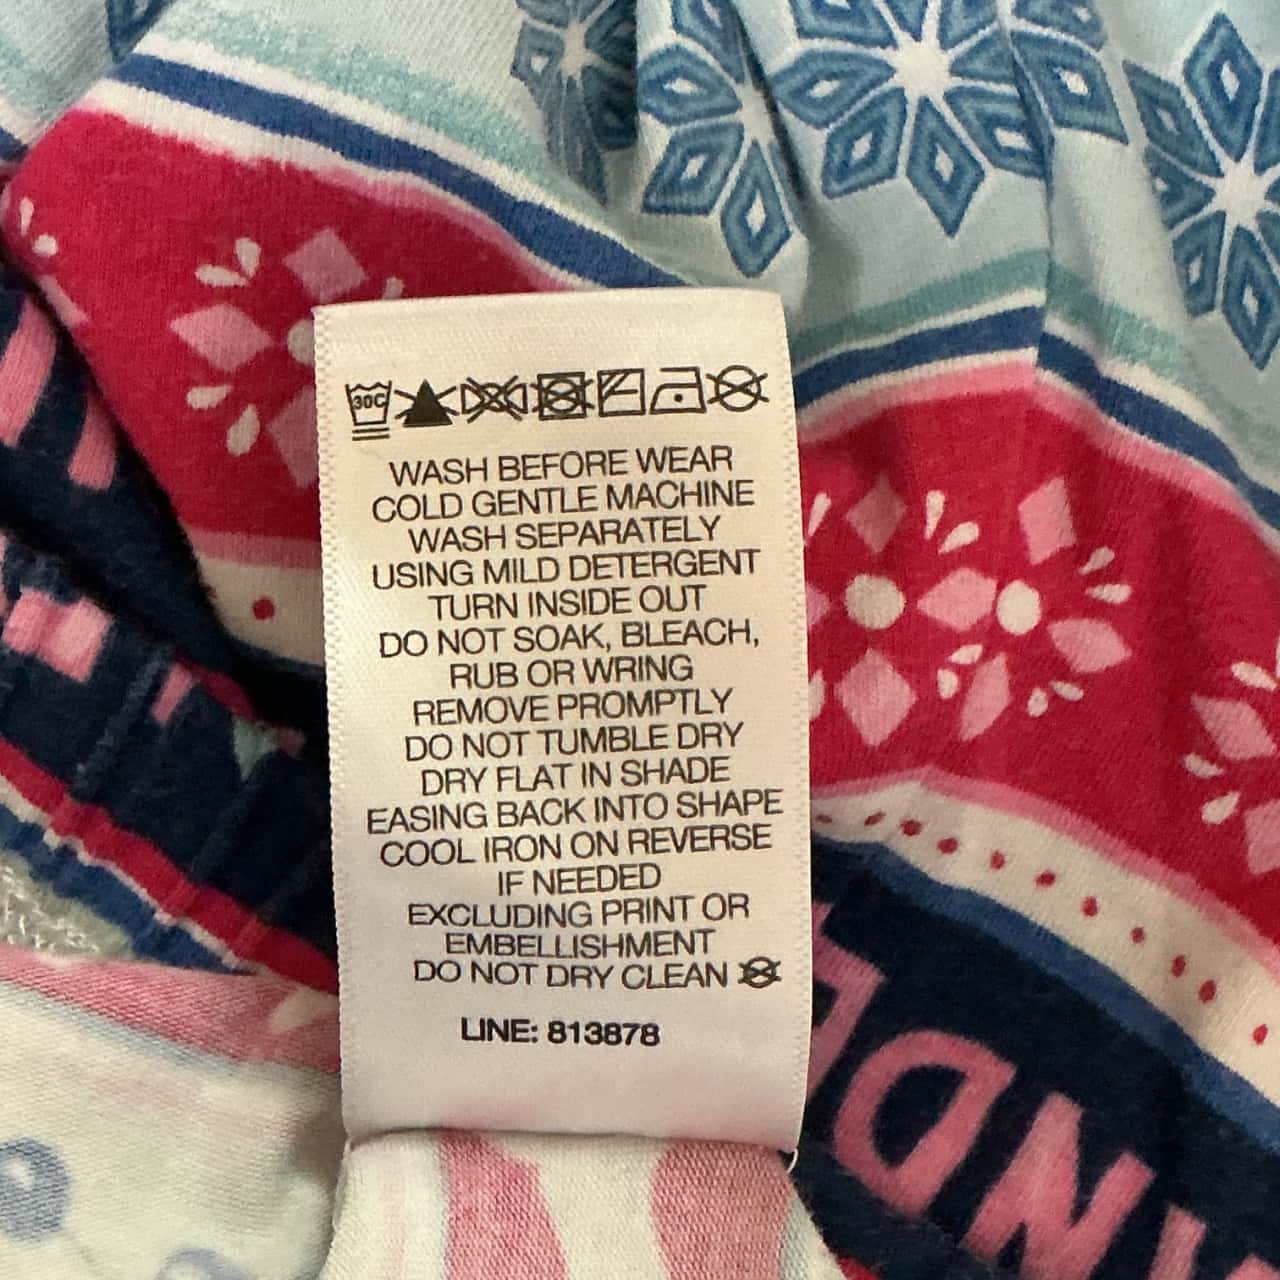 30C
WASH BEFORE WEAR
COLD GENTLE MACHINE
WASH SEPARATELY
USING MILD DETERGENT
TURN INSIDE OUT
DO NOT SOAK, BLEACH,
RUB OR WRING
REMOVE PROMPTLY
DO NOT TUMBLE DRY
DRY FLAT IN SHADE
EASING BACK INTO SHAPE
COOL IRON ON REVERSE
IF NEEDED
EXCLUDING PRINT OR
EMBELLISHMENT
DO NOT DRY CLEAN
LINE: 813878